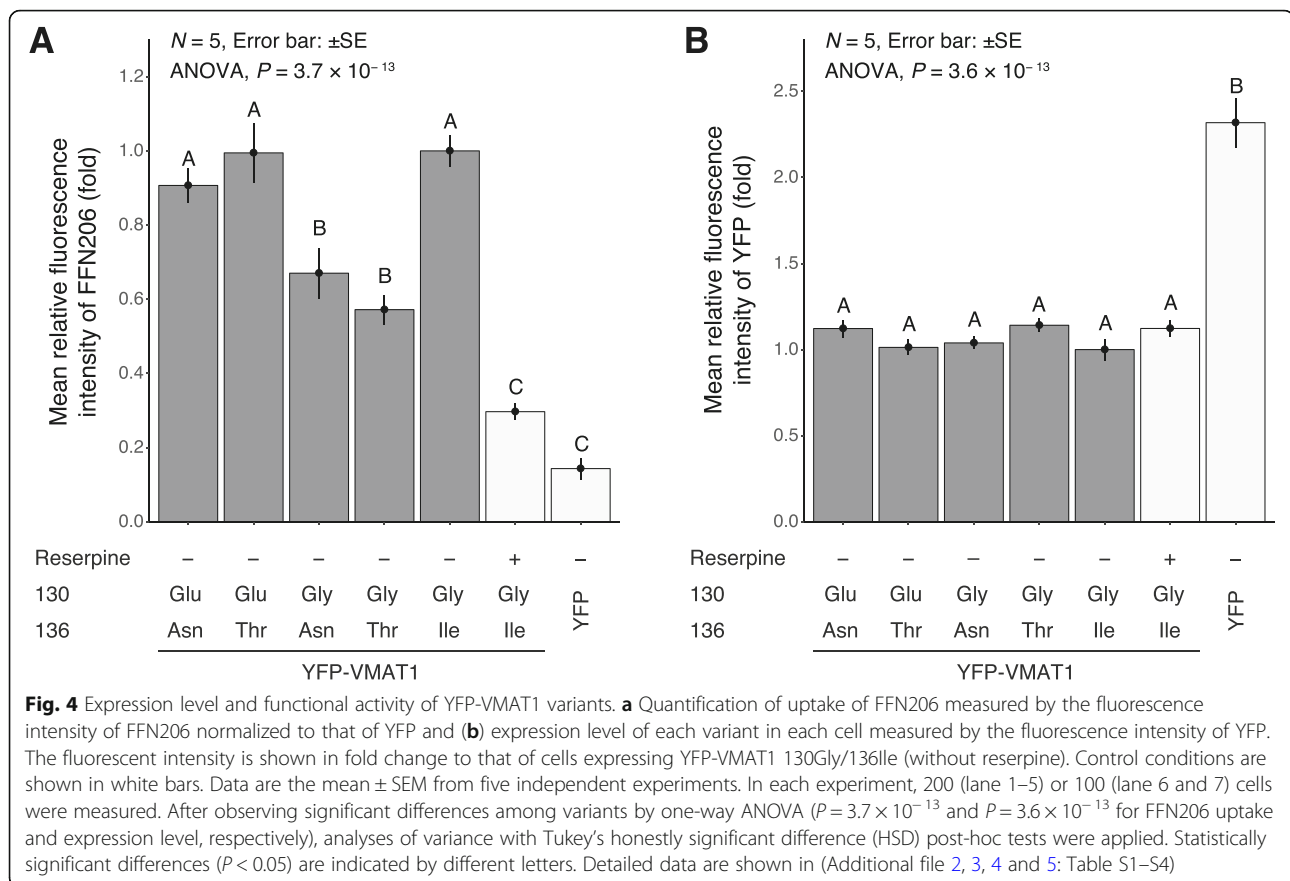 A
N = 5, Error bar: ±SE
ANOVA, P = 3.7 × 10⁻¹³
Mean relative fluorescence
intensity of FFN206 (fold)
1.2
1.0
0.8
0.6
0.4
0.2
0.0
A
A
B
B
A
C
C
Reserpine – – – – – + –
130 Glu Glu Gly Gly Gly Gly
136 Asn Thr Asn Thr Ile Ile
YFP
YFP-VMAT1
B
N = 5, Error bar: ±SE
ANOVA, P = 3.6 × 10⁻¹³
Mean relative fluorescence
intensity of YFP (fold)
2.5
2.0
1.5
1.0
0.5
0.0
A
A
A
A
A
A
B
Reserpine – – – – – + –
130 Glu Glu Gly Gly Gly Gly
136 Asn Thr Asn Thr Ile Ile
YFP
YFP-VMAT1
Fig. 4 Expression level and functional activity of YFP-VMAT1 variants. a Quantification of uptake of FFN206 measured by the fluorescence
intensity of FFN206 normalized to that of YFP and (b) expression level of each variant in each cell measured by the fluorescence intensity of YFP.
The fluorescent intensity is shown in fold change to that of cells expressing YFP-VMAT1 130Gly/136Ile (without reserpine). Control conditions are
shown in white bars. Data are the mean ± SEM from five independent experiments. In each experiment, 200 (lane 1–5) or 100 (lane 6 and 7) cells
were measured. After observing significant differences among variants by one-way ANOVA (P = 3.7 × 10⁻¹³ and P = 3.6 × 10⁻¹³ for FFN206 uptake
and expression level, respectively), analyses of variance with Tukey's honestly significant difference (HSD) post-hoc tests were applied. Statistically
significant differences (P < 0.05) are indicated by different letters. Detailed data are shown in (Additional file 2, 3, 4 and 5: Table S1–S4)